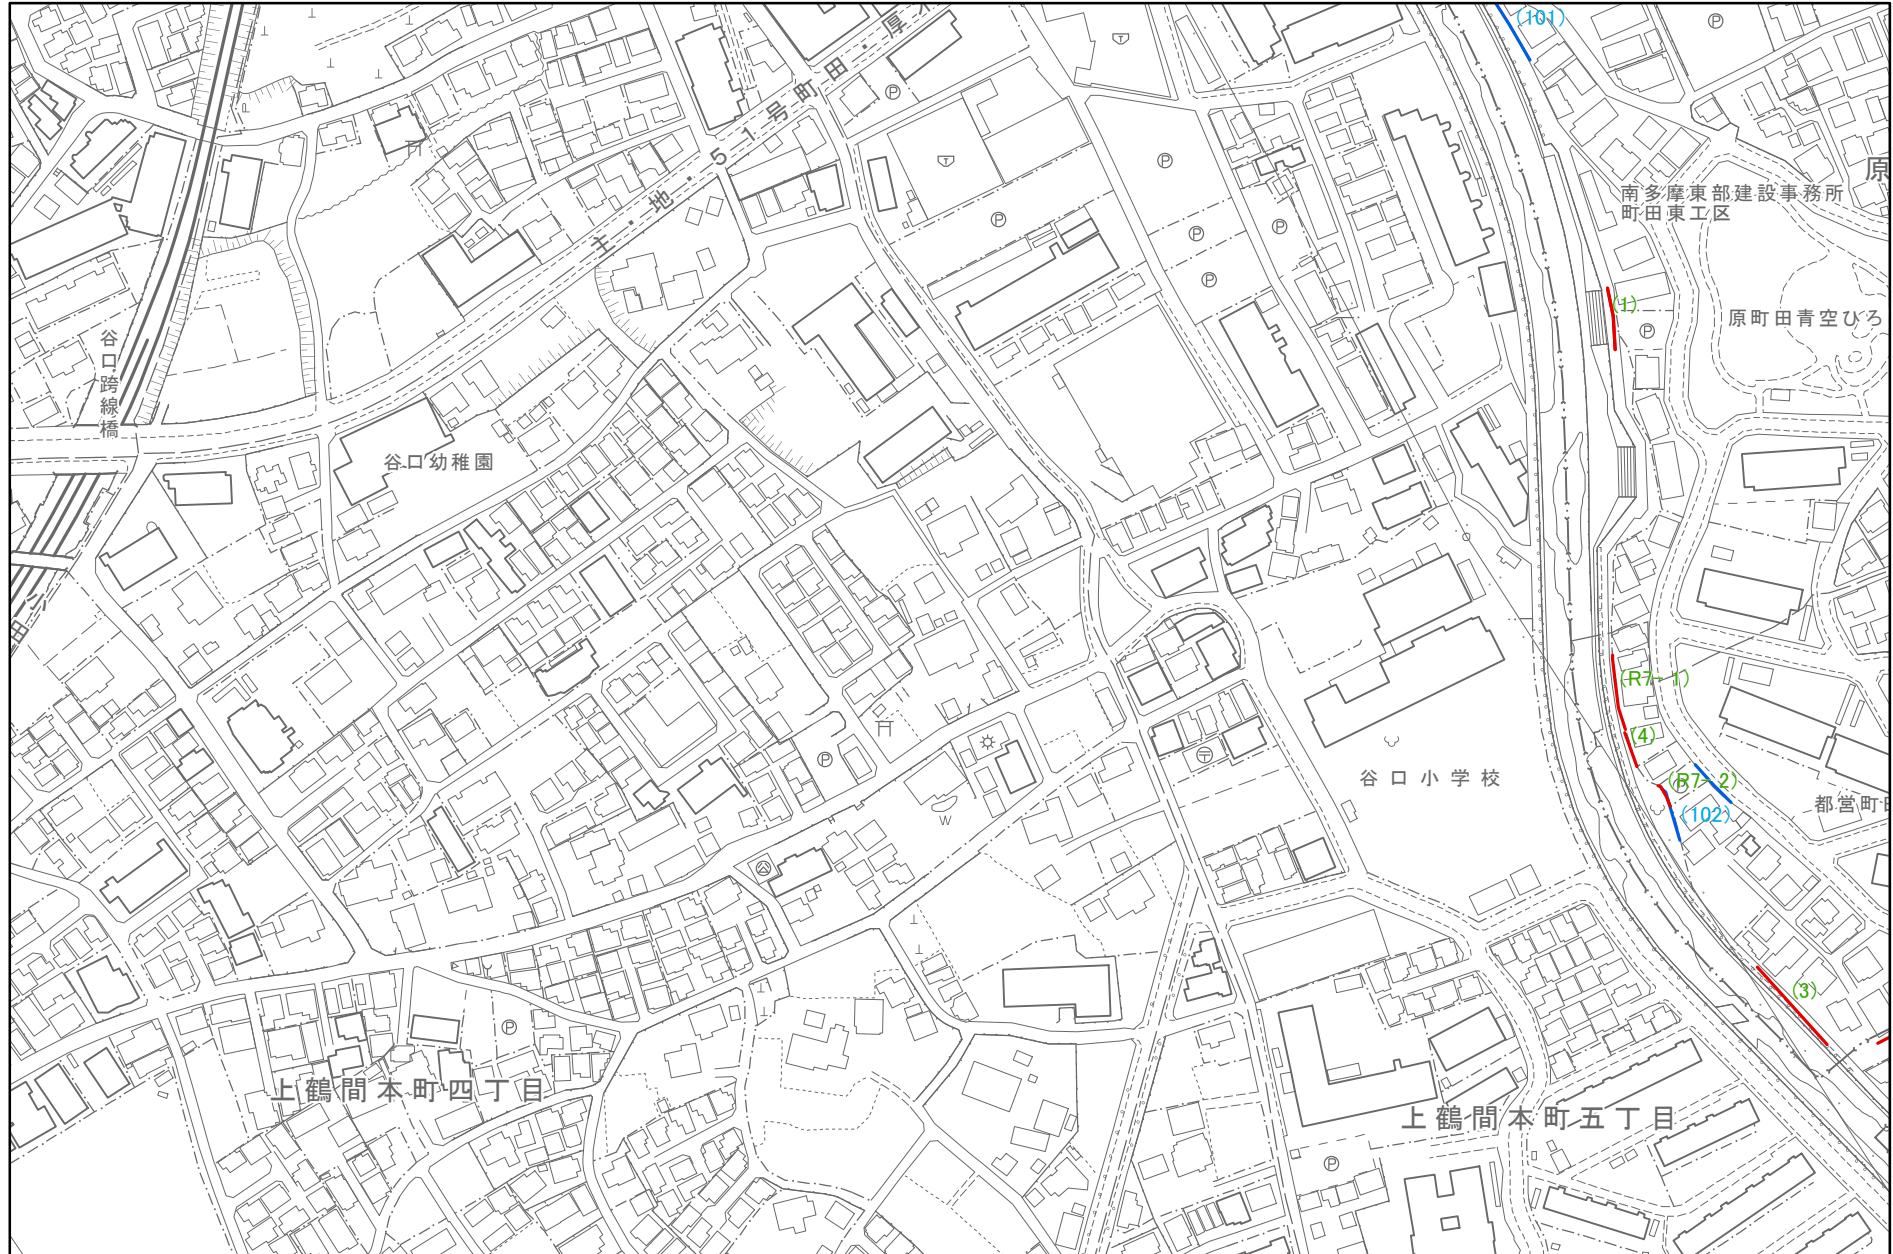 (101)
主・地・51号町田・厚木
原
南多摩東部建設事務所
町田東工区
(1)
原町田青空ひろ
谷口跨線橋
谷口幼稚園
(R7-1)
(4)
谷口小学校
(R7-2)
(102)
都営町田
W
(3)
上鶴間本町四丁目
上鶴間本町五丁目